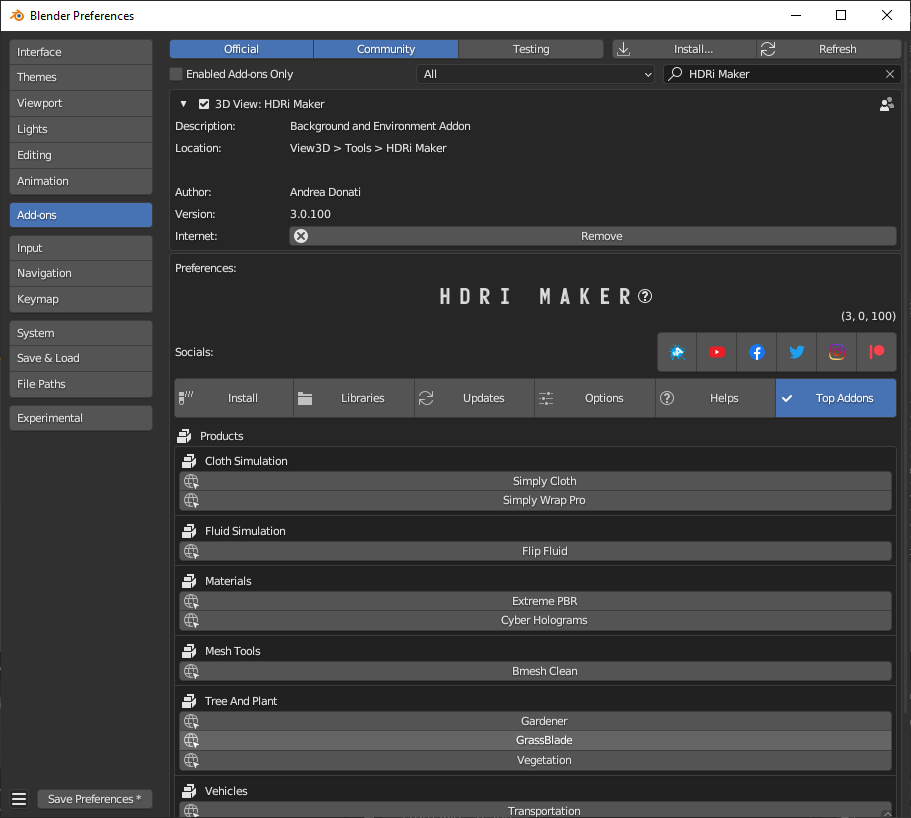 Blender Preferences
Interface
Themes
Viewport
Lights
Editing
Animation
Add-ons
Input
Navigation
Keymap
System
Save & Load
File Paths
Experimental
Save Preferences *
Official Community Testing Install... Refresh
Enabled Add-ons Only All HDRi Maker
3D View: HDRi Maker
Description: Background and Environment Addon
Location: View3D > Tools > HDRi Maker
Author: Andrea Donati
Version: 3.0.100
Internet: Remove
Preferences:
HDRI MAKER
(3, 0, 100)
Socials:
Install Libraries Updates Options Helps Top Addons
Products
Cloth Simulation
Simply Cloth
Simply Wrap Pro
Fluid Simulation
Flip Fluid
Materials
Extreme PBR
Cyber Holograms
Mesh Tools
Bmesh Clean
Tree And Plant
Gardener
GrassBlade
Vegetation
Vehicles
Transportation